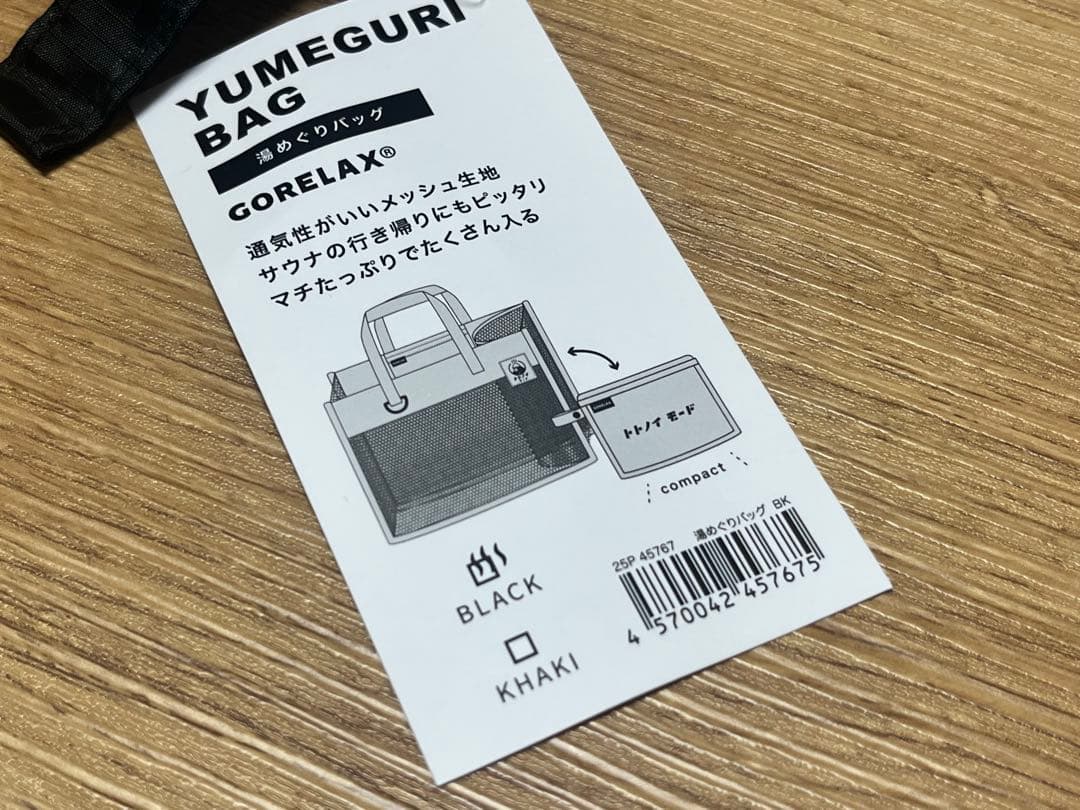 YUMEGURI
BAG
湯めぐりバッグ
GORELAX®
通気性がいいメッシュ生地
サウナの行き帰りにもピッタリ
マチたっぷりでたくさん入る
トトノイ モード
compact
BLACK
KHAKI
25P 45767 湯めぐりバッグ BK
4 570042 457675